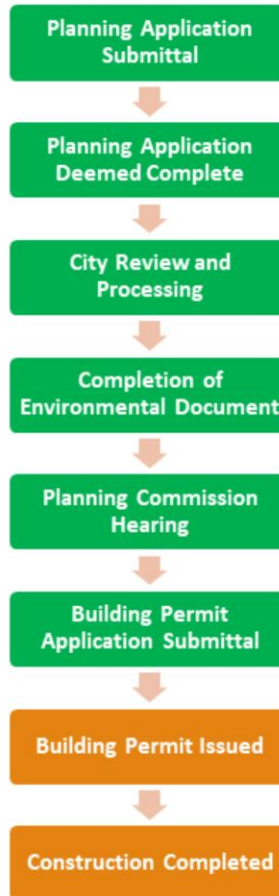 Planning Application
Submittal
Planning Application
Deemed Complete
City Review and
Processing
Completion of
Environmental Document
Planning Commission
Hearing
Building Permit
Application Submittal
Building Permit Issued
Construction Completed